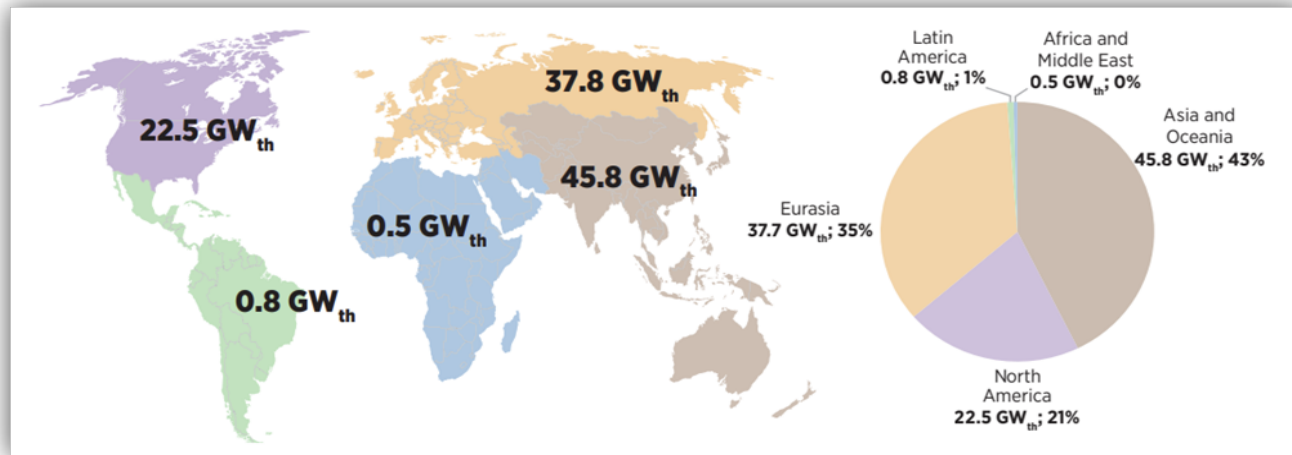 22.5 GWth
37.8 GWth
45.8 GWth
0.5 GWth
0.8 GWth
Latin
America
0.8 GWth; 1%
Africa and
Middle East
0.5 GWth; 0%
Asia and
Oceania
45.8 GWth; 43%
Eurasia
37.7 GWth; 35%
North
America
22.5 GWth; 21%